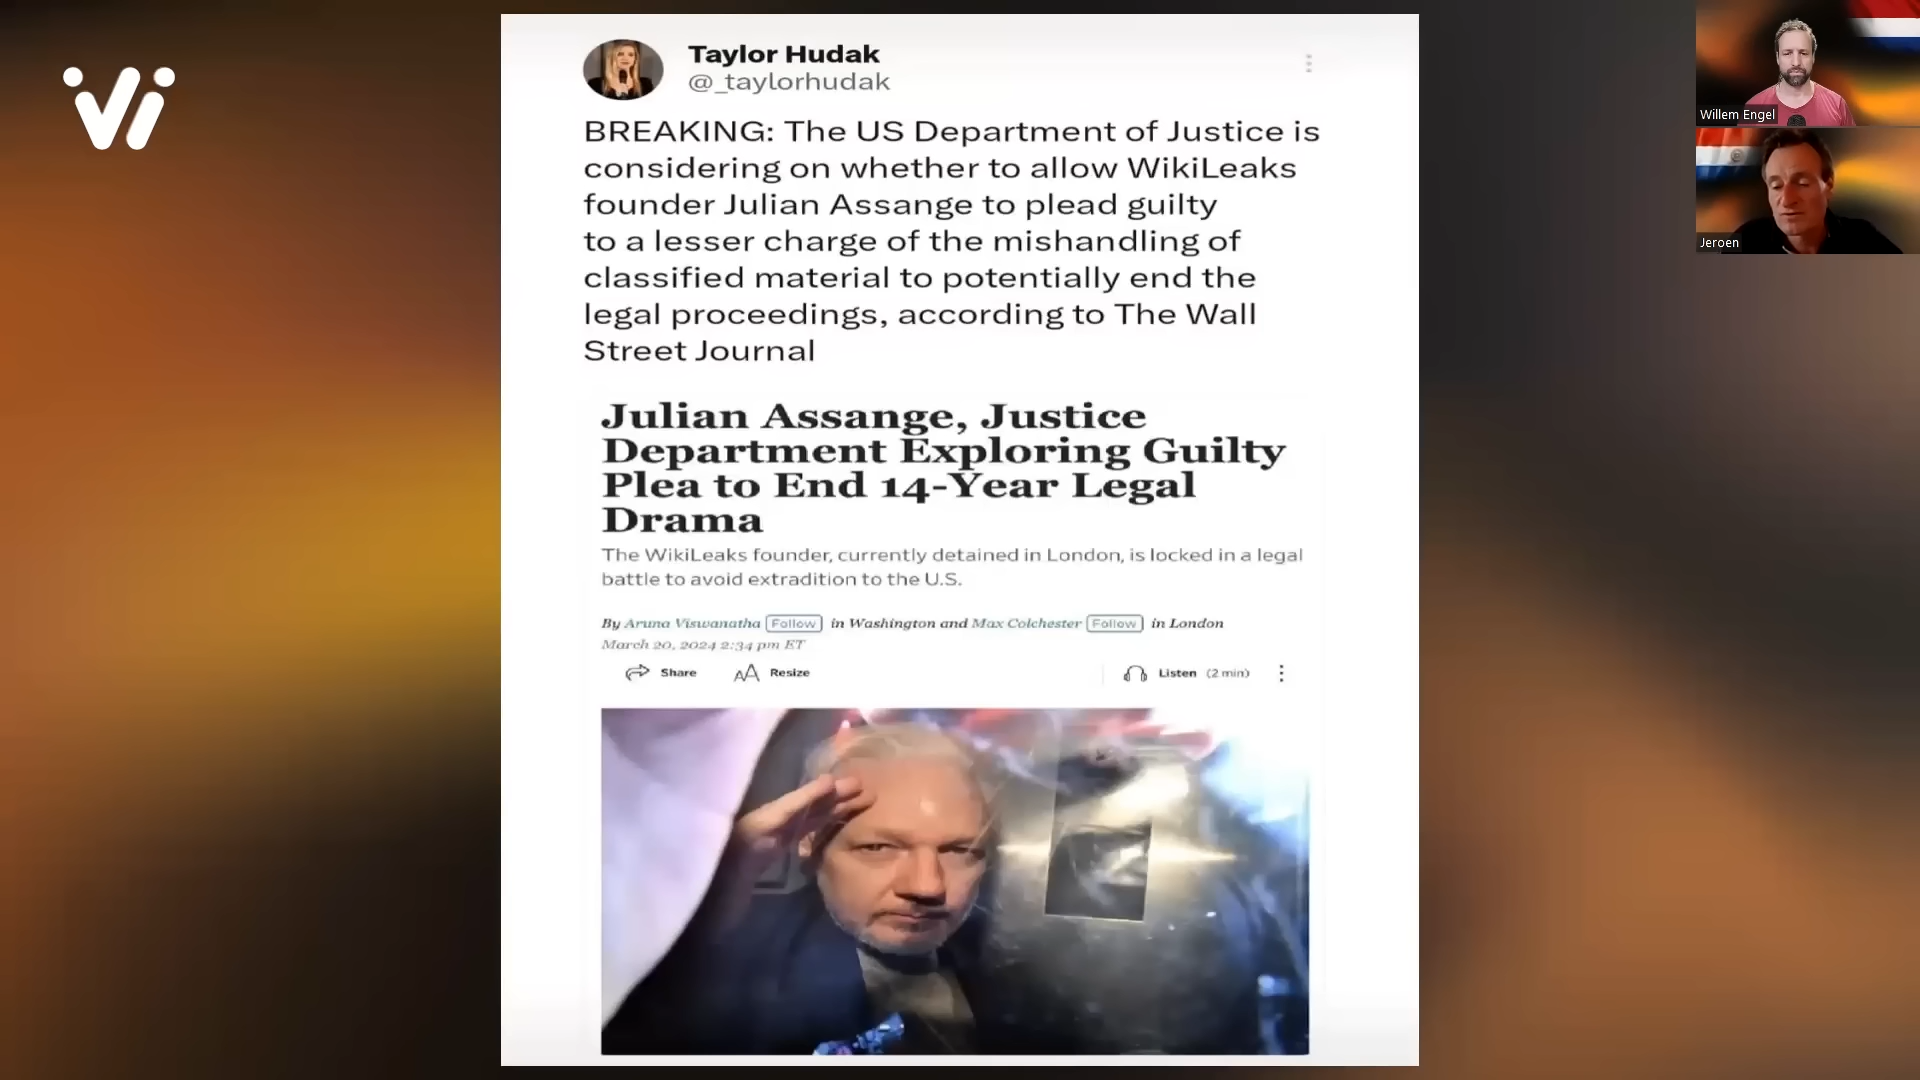 Taylor Hudak
@_taylorhudak
BREAKING: The US Department of Justice is
considering on whether to allow WikiLeaks
founder Julian Assange to plead guilty
to a lesser charge of the mishandling of
classified material to potentially end the
legal proceedings, according to The Wall
Street Journal
Julian Assange, Justice
Department Exploring Guilty
Plea to End 14-Year Legal
Drama
The WikiLeaks founder, currently detained in London, is locked in a legal
battle to avoid extradition to the U.S.
By Aruna Viswanatha Follow in Washington and Max Colchester Follow in London
March 20, 2024 2:34 pm ET
Share AA Resize Listen (2 min)
Willem Engel
Jeroen